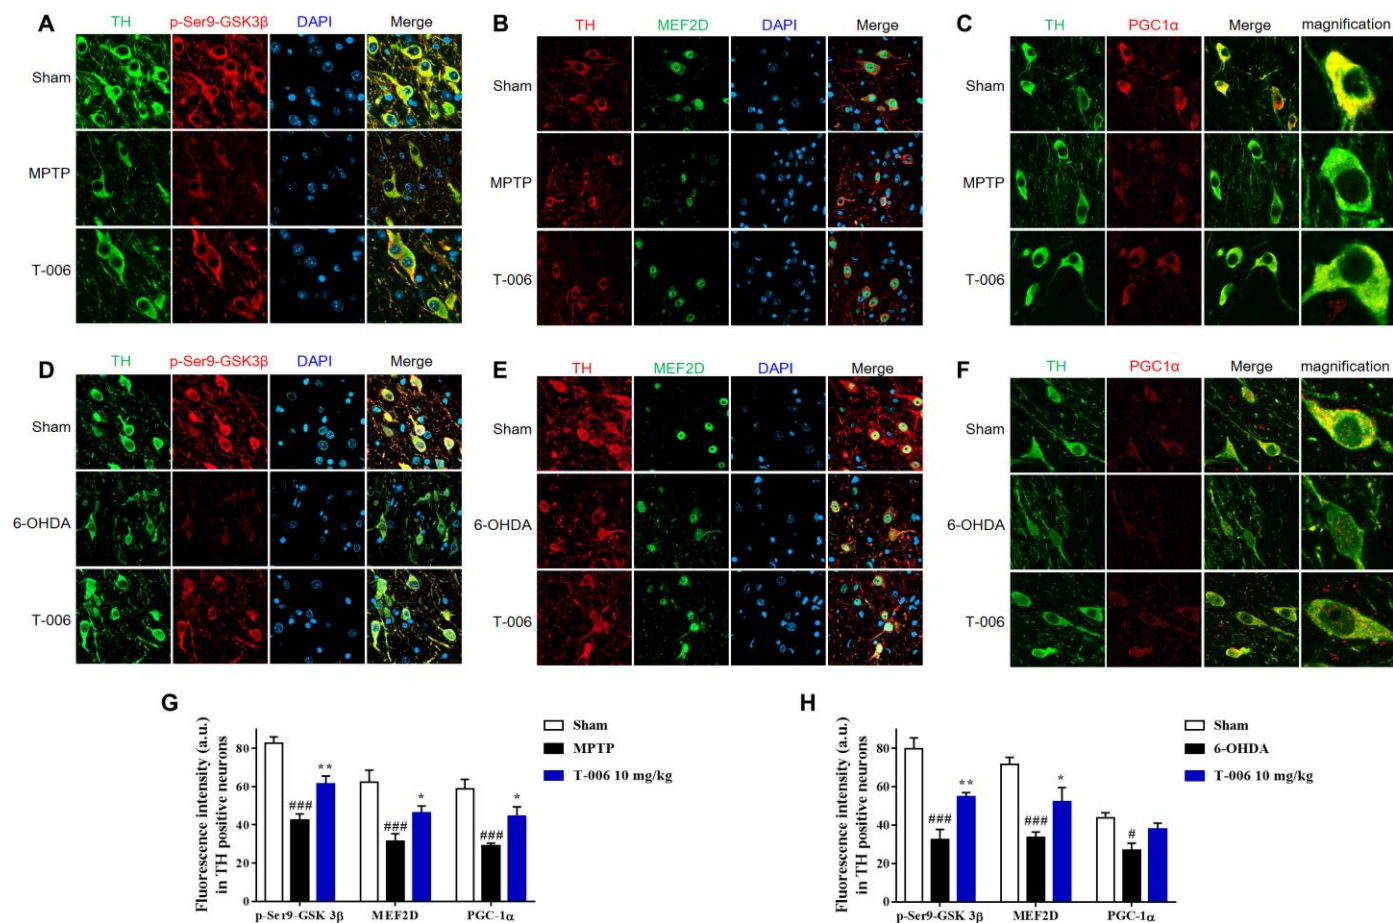 A
TH p-Ser9-GSK3β DAPI Merge
Sham
MPTP
T-006
B
TH MEF2D DAPI Merge
Sham
MPTP
T-006
C
TH PGC1α Merge magnification
Sham
MPTP
T-006
D
TH p-Ser9-GSK3β DAPI Merge
Sham
6-OHDA
T-006
E
TH MEF2D DAPI Merge
Sham
6-OHDA
T-006
F
TH PGC1α Merge magnification
Sham
6-OHDA
T-006
G
Fluorescence intensity (a.u.)
in TH positive neurons
80
60
40
20
0
###
**
###
*
###
*
p-Ser9-GSK 3β MEF2D PGC-1α
Sham
MPTP
T-006 10 mg/kg
H
Fluorescence intensity (a.u.)
in TH positive neurons
80
60
40
20
0
###
**
###
*
#
p-Ser9-GSK 3β MEF2D PGC-1α
Sham
6-OHDA
T-006 10 mg/kg